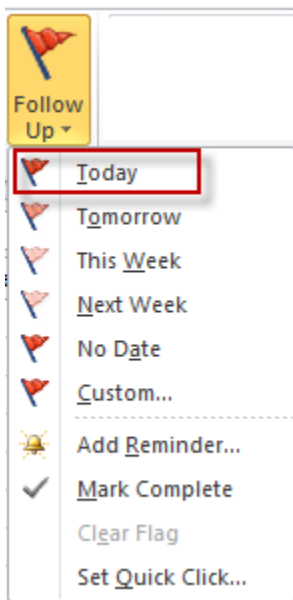 Follow
Up
Today
Tomorrow
This Week
Next Week
No Date
Custom...
Add Reminder...
Mark Complete
Clear Flag
Set Quick Click...